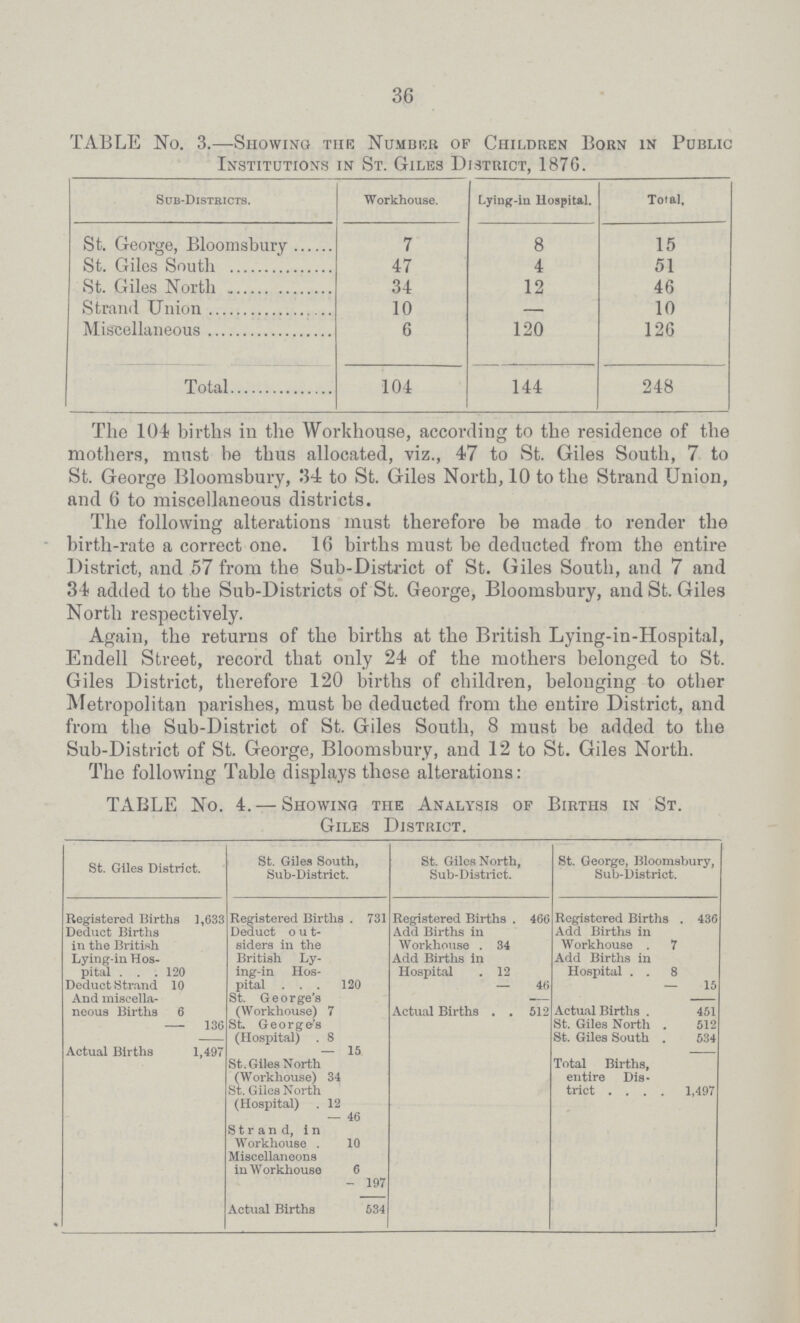 36
TABLE No. 3.—Showing the Number of Children Born in Public
Institutions in St. Giles District, 1876.
Sub-Districts. Workhouse. Lying-in Hospital. Total.
St. George, Bloomsbury ...... 7 8 15
St. Giles South .............. 47 4 51
St. Giles North .............. 34 12 46
Strand Union ................ 10 — 10
Miscellaneous ................ 6 120 126
Total.............. 104 144 248
The 104 births in the Workhouse, according to the residence of the
mothers, must be thus allocated, viz., 47 to St. Giles South, 7 to
St. George Bloomsbury, 34 to St. Giles North, 10 to the Strand Union,
and 6 to miscellaneous districts.
The following alterations must therefore be made to render the
birth-rate a correct one. 16 births must be deducted from the entire
District, and 57 from the Sub-District of St. Giles South, and 7 and
34 added to the Sub-Districts of St. George, Bloomsbury, and St. Giles
North respectively.
Again, the returns of the births at the British Lying-in-Hospital,
Endell Street, record that only 24 of the mothers belonged to St.
Giles District, therefore 120 births of children, belonging to other
Metropolitan parishes, must be deducted from the entire District, and
from the Sub-District of St. Giles South, 8 must be added to the
Sub-District of St. George, Bloomsbury, and 12 to St. Giles North.
The following Table displays these alterations:
TABLE No. 4.—Showing the Analysis of Births in St.
Giles District.
St. Giles District.
Registered Births 1,633
Deduct Births
in the British
Lying-in Hos-
pital . . . 120
Deduct Strand 10
And miscella-
neous Births 6
— 136
Actual Births 1,497
St. Giles South,
Sub-District.
Registered Births . 731
Deduct out-
siders in the
British Ly-
ing-in Hos-
pital . . . 120
St. George's
(Workhouse) 7
St. George's
(Hospital) . 8
— 15
St. Giles North
(Workhouse) 34
St. Giles North
(Hospital) . 12
— 46
Strand, in
Workhouse . 10
Miscellaneons
in Workhouse 6
— 197
Actual Births 534
St. Giles North,
Sub-District.
Registered Births . 466
Add Births in
Workhouse . 34
Add Births in
Hospital . 12
— 46
Actual Births . . 512
St. George, Bloomsbury,
Sub-District.
Registered Births . 436
Add Births in
Workhouse . 7
Add Births in
Hospital . . 8
— 15
Actual Births . 451
St. Giles North . 512
St. Giles South . 534
Total Births,
entire Dis-
trict . . . . 1,497